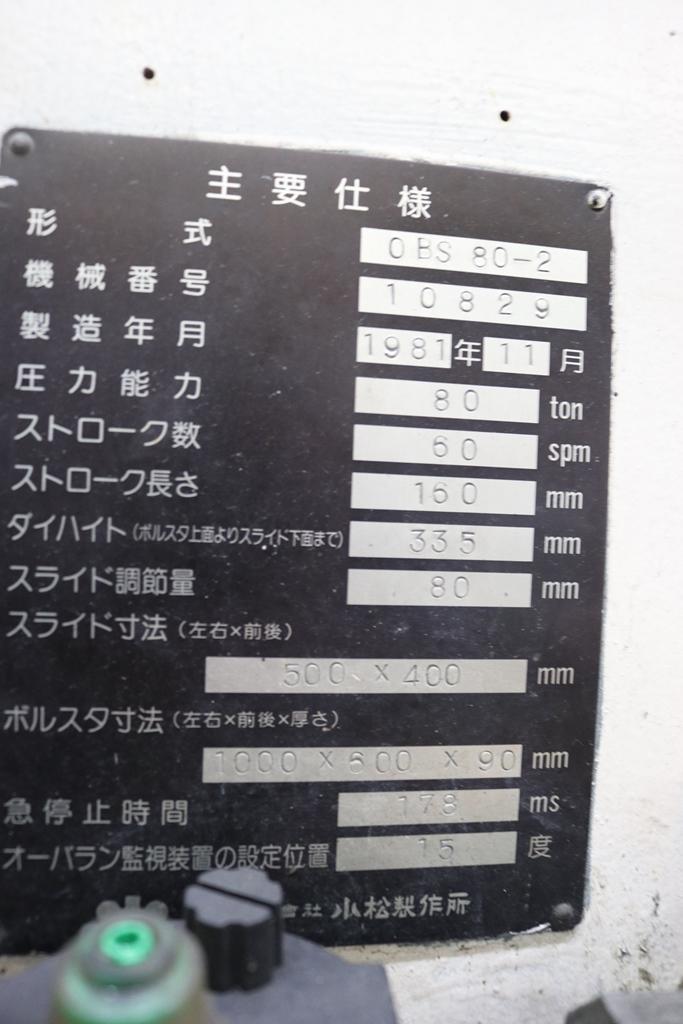 主要仕様
形式 OBS 80-2
機械番号 10829
製造年月 1981年11月
圧力能力 80 ton
ストローク数 60 spm
ストローク長さ 160 mm
ダイハイト(ボルスタ上面よりスライド下面まで) 335 mm
スライド調節量 80 mm
スライド寸法(左右×前後)
500 × 400 mm
ボルスタ寸法(左右×前後×厚さ)
1000 × 600 × 90 mm
急停止時間 178 ms
オーバラン監視装置の設定位置 15 度
会社 小松製作所